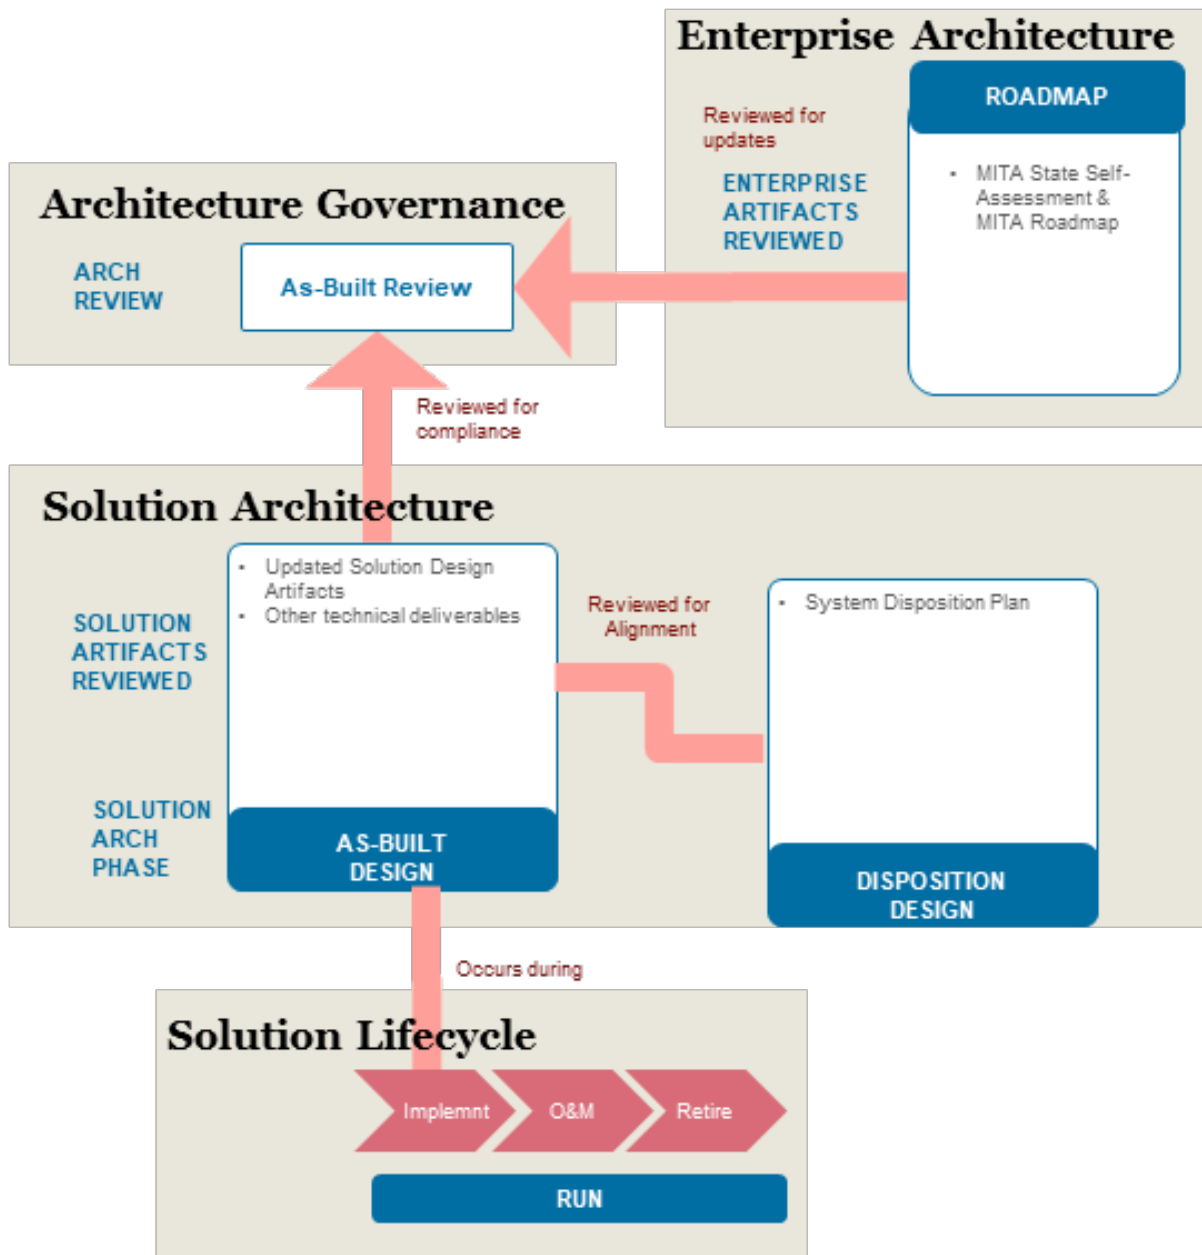 Enterprise Architecture
ROADMAP
Reviewed for
updates
ENTERPRISE
ARTIFACTS
REVIEWED
• MITA State Self-
Assessment &
MITA Roadmap
Architecture Governance
ARCH
REVIEW
As-Built Review
Reviewed for
compliance
Solution Architecture
• Updated Solution Design
Artifacts
• Other technical deliverables
SOLUTION
ARTIFACTS
REVIEWED
Reviewed for
Alignment
• System Disposition Plan
SOLUTION
ARCH
PHASE
AS-BUILT
DESIGN
DISPOSITION
DESIGN
Occurs during
Solution Lifecycle
Implemnt
O&M
Retire
RUN